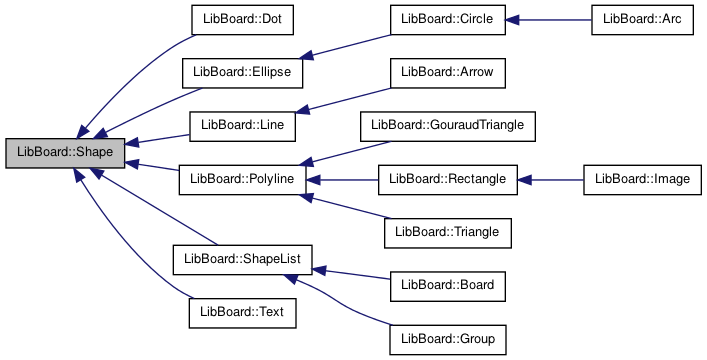 LibBoard::Dot
LibBoard::Circle
LibBoard::Arc
LibBoard::Ellipse
LibBoard::Arrow
LibBoard::Line
LibBoard::GouraudTriangle
LibBoard::Shape
LibBoard::Polyline
LibBoard::Rectangle
LibBoard::Image
LibBoard::Triangle
LibBoard::ShapeList
LibBoard::Board
LibBoard::Text
LibBoard::Group